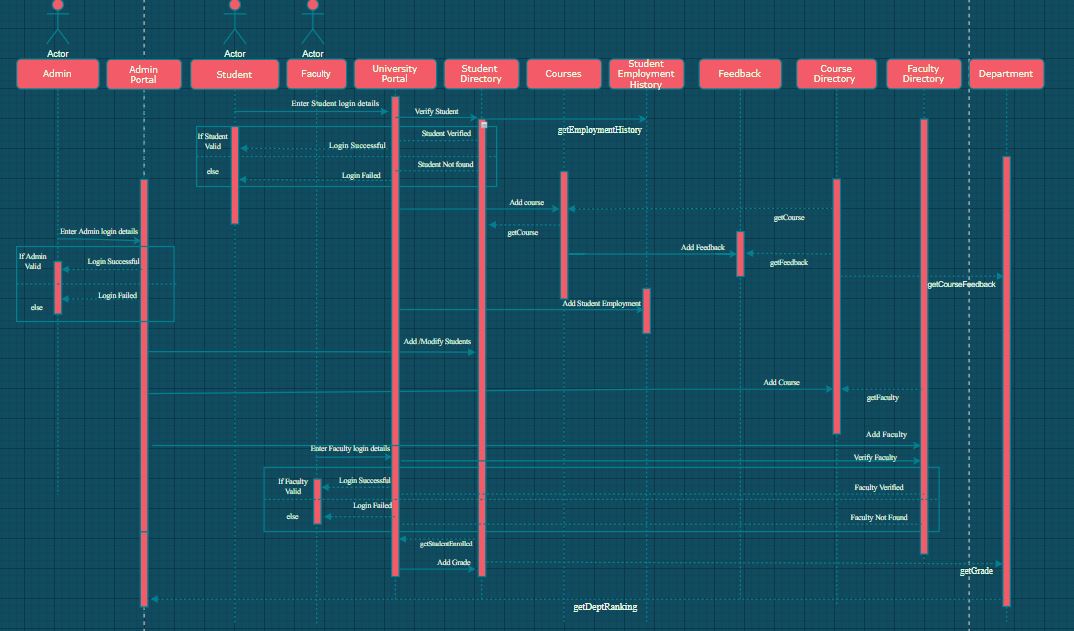 Actor
Actor
Actor
Admin
Admin
Portal
Student
Faculty
University
Portal
Student
Directory
Courses
Student
Employment
History
Feedback
Course
Directory
Faculty
Directory
Department
Enter Student login details
Verify Student
getEmploymentHistory
If Student
Valid
Student Verified
Login Successful
Student Not found
else
Login Failed
Add course
getCourse
getCourse
Enter Admin login details
Add Feedback
getFeedback
If Admin
Valid
Login Successful
getCourseFeedback
Login Failed
else
Add Student Employment
Add /Modify Students
Add Course
getFaculty
Add Faculty
Enter Faculty login details
Verify Faculty
If Faculty
Valid
Login Successful
Faculty Verified
Login Failed
else
Faculty Not Found
getStudentEnrolled
Add Grade
getGrade
getDeptRanking